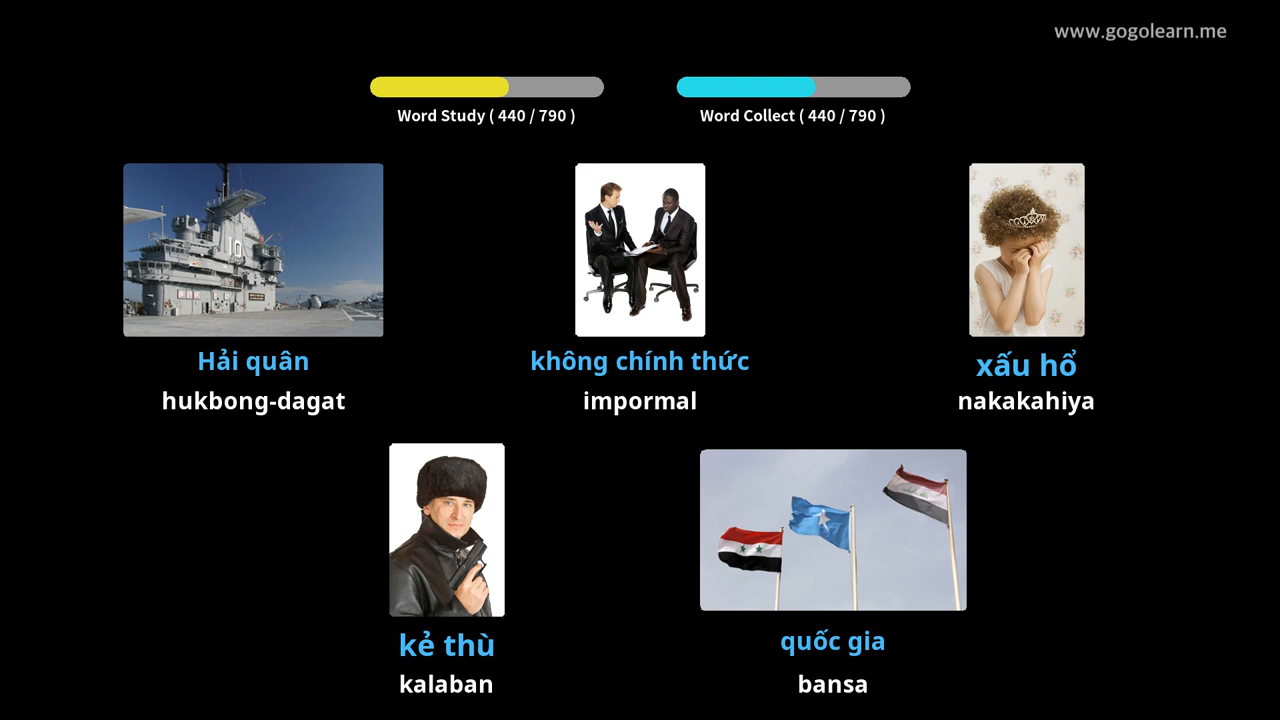 www.gogolearn.me
Word Study ( 440 / 790 )
Word Collect ( 440 / 790 )
10
Hải quân
không chính thức
xấu hổ
hukbong-dagat
impormal
nakakahiya
kẻ thù
quốc gia
kalaban
bansa